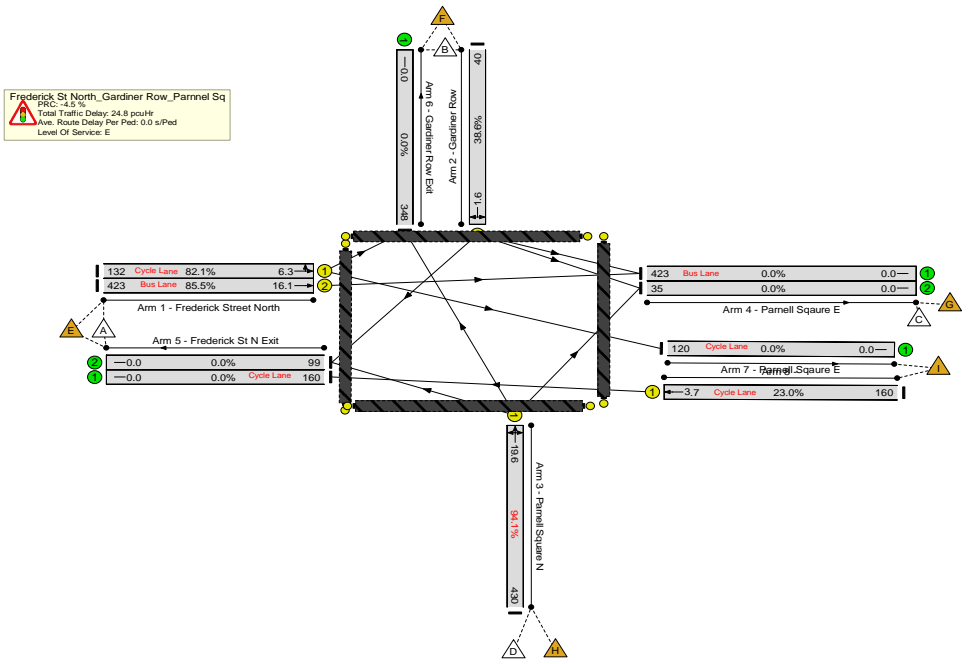 F
1
B
Frederick St North_Gardiner Row_Parnnel Sq
PRC: -4.5 %
Total Traffic Delay: 24.8 pcuHr
Ave. Route Delay Per Ped: 0.0 s/Ped
Level Of Service: E
0.0
0.0%
348
Arm 6 - Gardiner Row Exit
Arm 2 - Gardiner Row
40
38.6%
1.6
132 Cycle Lane 82.1% 6.3 1
423 Bus Lane 85.5% 16.1 2
Arm 1 - Frederick Street North
E
A
Arm 5 - Frederick St N Exit
2 0.0 0.0% 99
1 0.0 0.0% Cycle Lane 160
423 Bus Lane 0.0% 0.0 1
35 0.0% 0.0 2
Arm 4 - Parnell Sqaure E
C
G
120 Cycle Lane 0.0% 0.0 1
Arm 7 - Parnell Sqaure E
I
1 3.7 Cycle Lane 23.0% 160
1
19.6
94.1%
430
Arm 3 - Parnell Square N
D
H